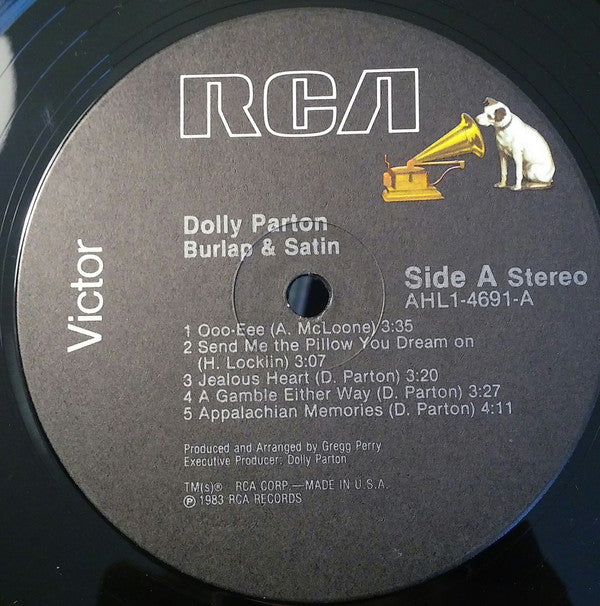 RCA
Victor
Dolly Parton
Burlap & Satin
Side A Stereo
AHL1-4691-A
1 Ooo-Eee (A. McLoone) 3:35
2 Send Me the Pillow You Dream on
(H. Locklin) 3:07
3 Jealous Heart (D. Parton) 3:20
4 A Gamble Either Way (D. Parton) 3:27
5 Appalachian Memories (D. Parton) 4:11
Produced and Arranged by Gregg Perry
Executive Producer: Dolly Parton
TM(s)® RCA CORP.—MADE IN U.S.A.
℗ 1983 RCA RECORDS